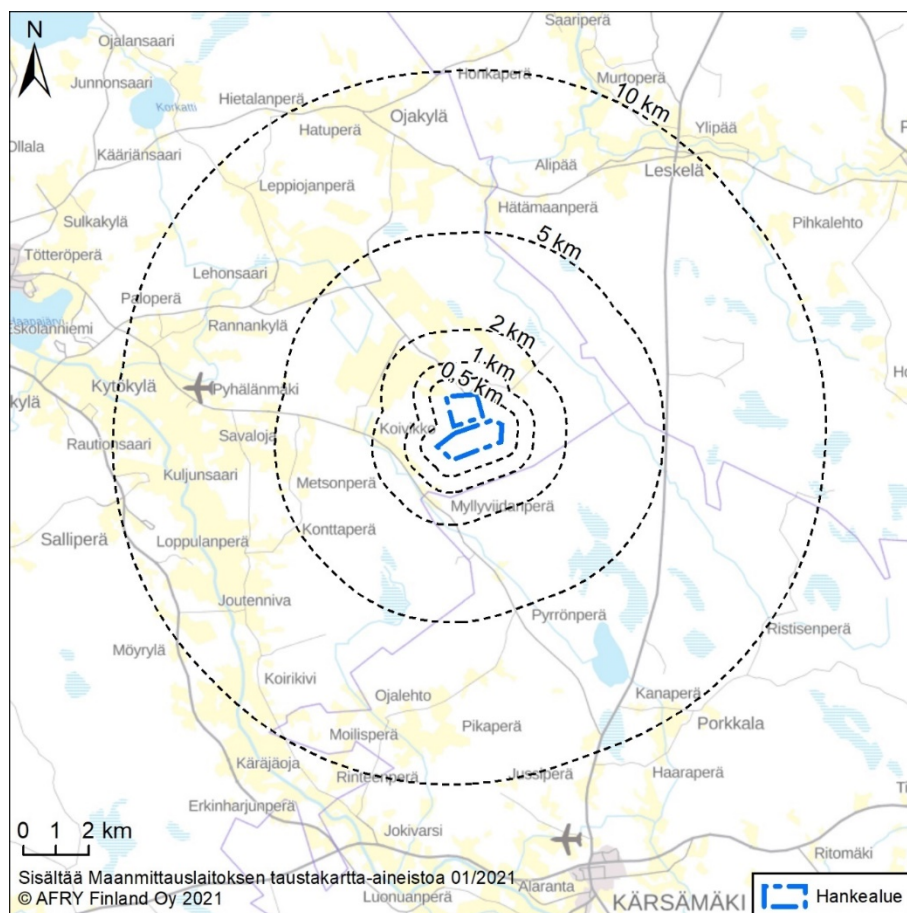 N
Ojalansaari
Saariperä
Junnonsaari
Honkaperä
Murtoperä
Korkatti
Hietalanperä
10 km
Ojakylä
Ylipää
Hatuperä
Ollala
Kääriänsaari
Alipää
Leskelä
Leppiojanperä
Hätämaanperä
Sulkakylä
Pihkalehto
5 km
Tötteröperä
Lehonsaari
Paloperä
Eskolanniemi
Rannankylä
2 km
1 km
0,5 km
Kytökylä
Pyhälänmäki
kylä
Koivikko
Rautionsaari
Savaloja
Kuljunsaari
Metsonperä
Myllyviidanperä
Konttaperä
Salliperä
Loppulanperä
Joutenniva
Pyrrönperä
Ristisenperä
Möyrylä
Koirikivi
Ojalehto
Kanaperä
Pikaperä
Porkkala
Moilisperä
Käräjäoja
Rinteenperä
Jussiperä
Haaraperä
Erkinharjunperä
0 1 2 km
Jokivarsi
Ritomäki
Sisältää Maanmittauslaitoksen taustakartta-aineistoa 01/2021
Alaranta
© AFRY Finland Oy 2021
Luonuanperä
KÄRSÄMÄKI
Hankealue